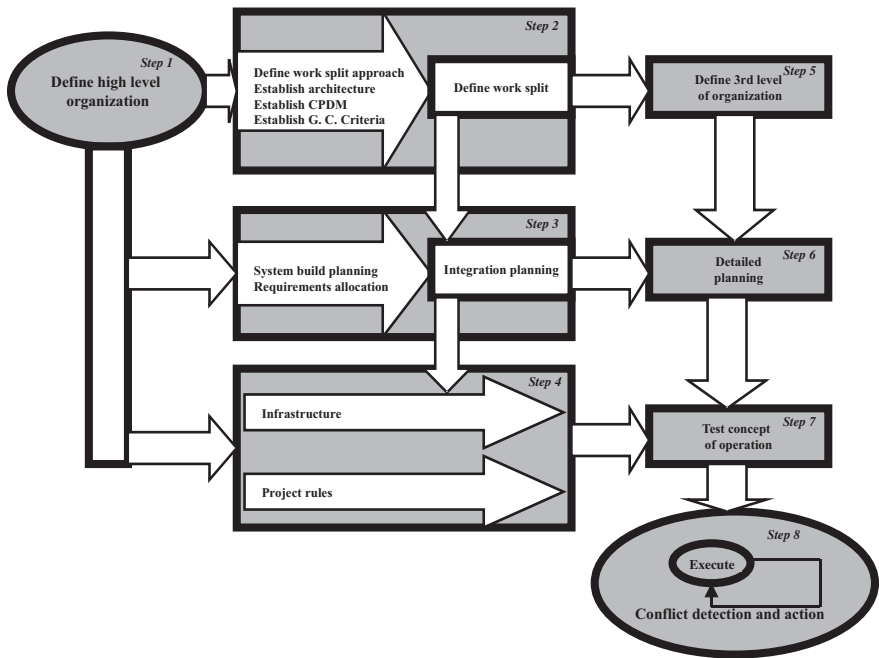 Step 1
Define high level
organization
Step 2
Define work split approach
Establish architecture
Establish CPDM
Establish G. C. Criteria
Define work split
Step 5
Define 3rd level
of organization
Step 3
System build planning
Requirements allocation
Integration planning
Step 6
Detailed
planning
Step 4
Infrastructure
Project rules
Step 7
Test concept
of operation
Step 8
Execute
Conflict detection and action